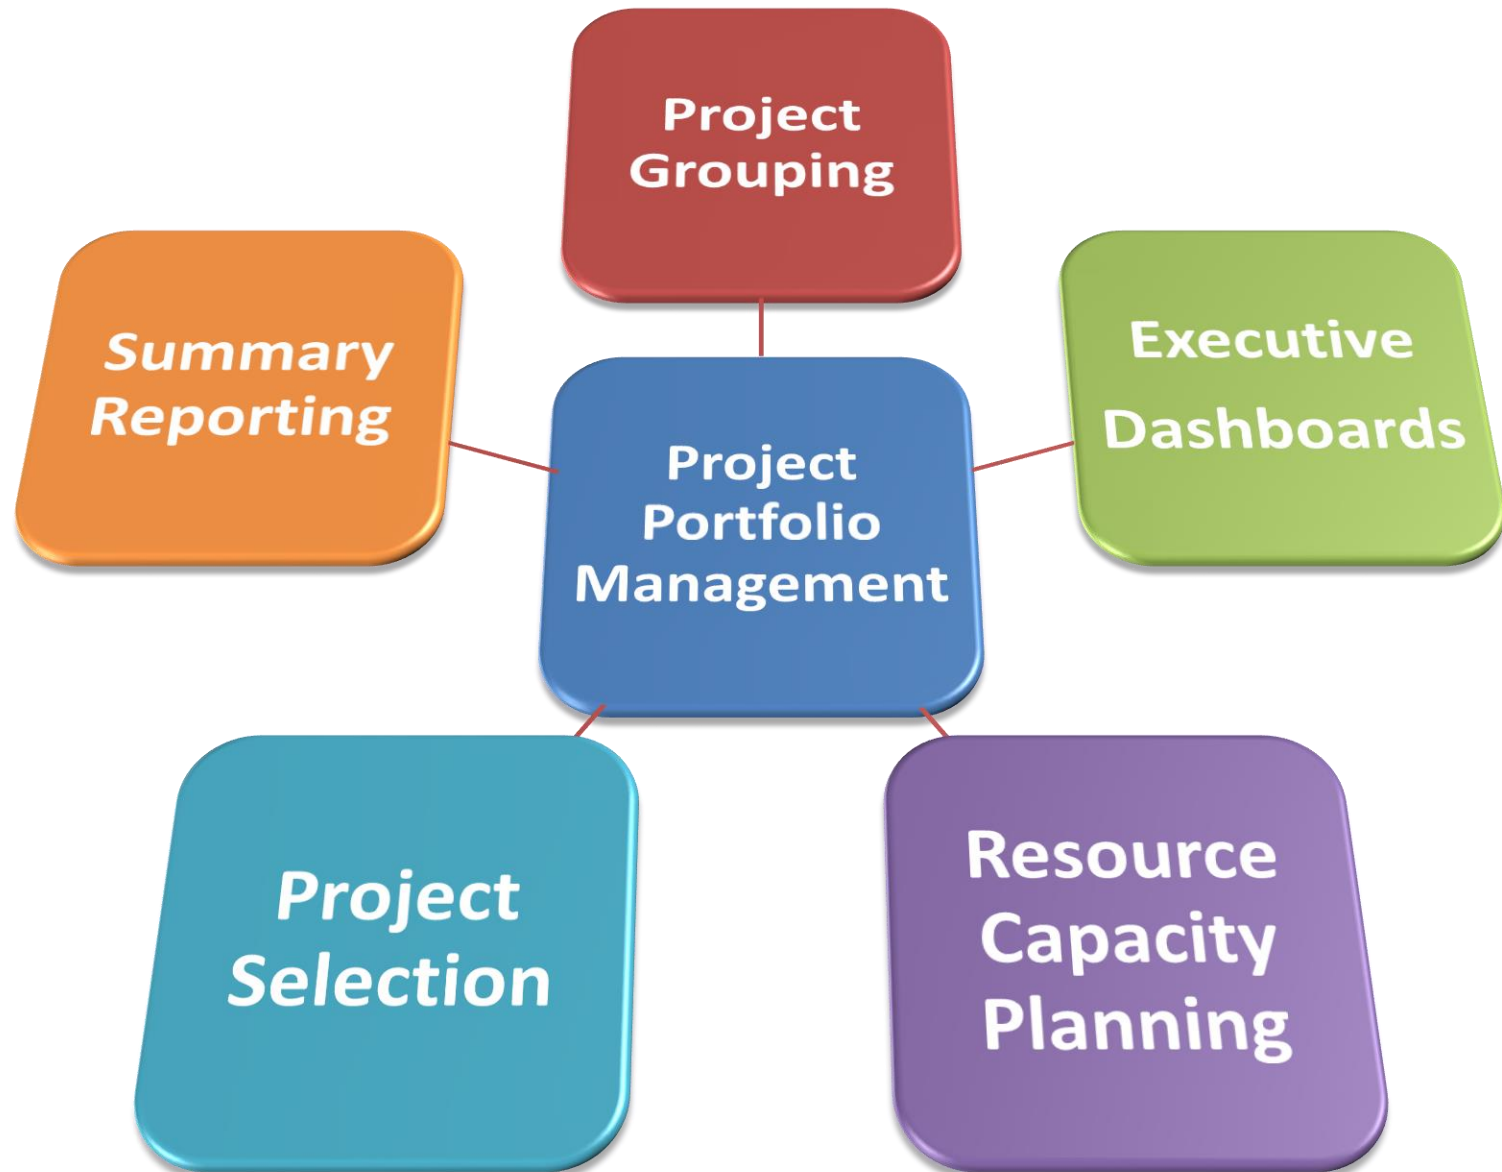 Project
Grouping
Summary
Reporting
Executive
Dashboards
Project
Portfolio
Management
Project
Selection
Resource
Capacity
Planning